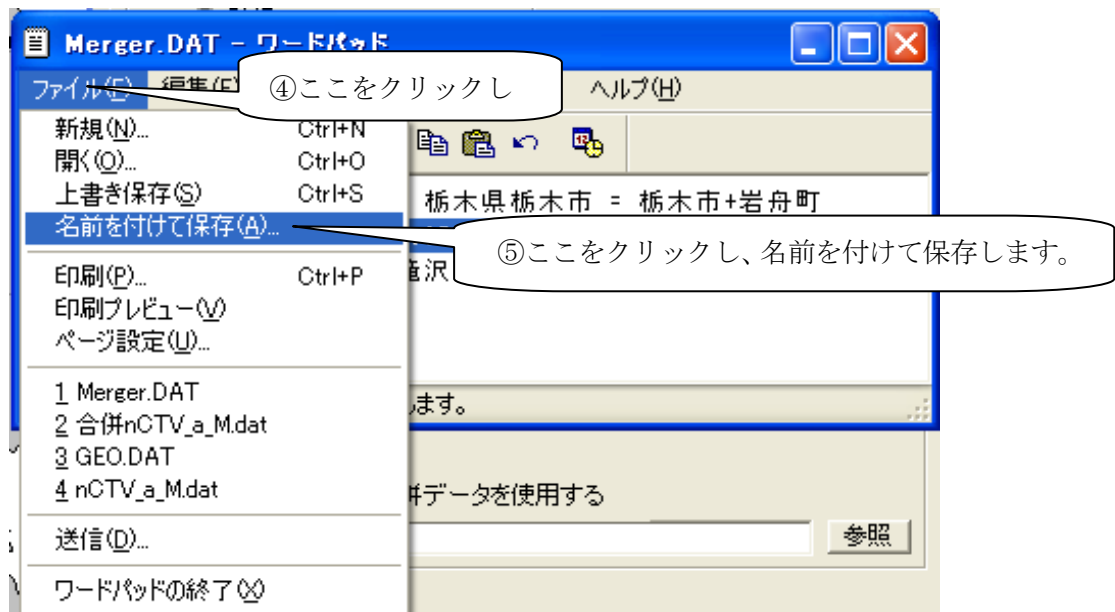 Merger.DAT - ワードパッド
ファイル(F) 編集(E) ヘルプ(H)
④ここをクリックし
新規(N)... Ctrl+N
開く(O)... Ctrl+O
上書き保存(S) Ctrl+S
名前を付けて保存(A)...
栃木県栃木市 = 栃木市+岩舟町
⑤ここをクリックし、名前を付けて保存します。
印刷(P)... Ctrl+P
滝沢
印刷プレビュー(V)
ページ設定(U)...
1 Merger.DAT
ます。
2 合併nCTV_a_M.dat
3 GEO.DAT
4 nCTV_a_M.dat
併データを使用する
送信(D)...
参照
ワードパッドの終了(X)